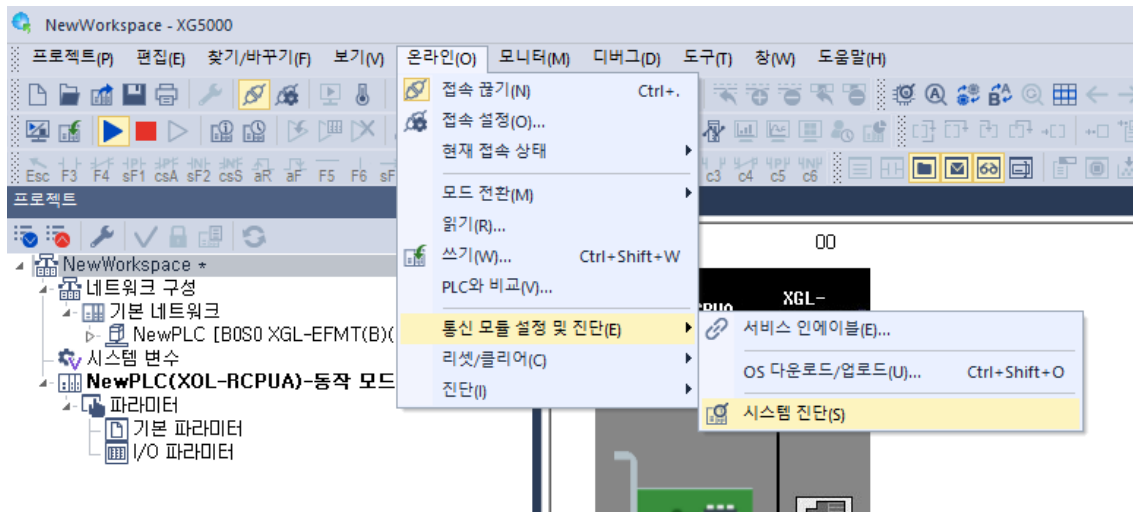 NewWorkspace - XG5000
프로젝트(P) 편집(E) 찾기/바꾸기(F) 보기(V) 온라인(O) 모니터(M) 디버그(D) 도구(T) 창(W) 도움말(H)
접속 끊기(N) Ctrl+.
접속 설정(O)...
현재 접속 상태
모드 전환(M)
읽기(R)...
쓰기(W)... Ctrl+Shift+W
PLC와 비교(V)...
통신 모듈 설정 및 진단(E)
리셋/클리어(C)
진단(I)
서비스 인에이블(E)...
OS 다운로드/업로드(U)... Ctrl+Shift+O
시스템 진단(S)
Esc F3 F4 sF1 csA sF2 csS aR aF F5 F6 sF
c3 c4 c5 c6
프로젝트
NewWorkspace *
네트워크 구성
기본 네트워크
NewPLC [B0S0 XGL-EFMT(B)(
시스템 변수
NewPLC(XOL-RCPUA)-동작 모드
파라미터
기본 파라미터
I/O 파라미터
00
XGL-